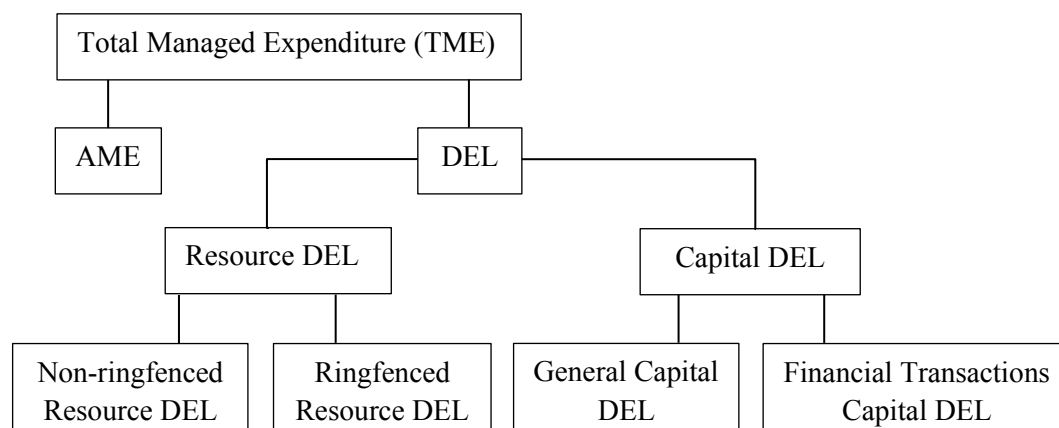 Total Managed Expenditure (TME)
AME
DEL
Resource DEL
Capital DEL
Non-ringfenced
Resource DEL
Ringfenced
Resource DEL
General Capital
DEL
Financial Transactions
Capital DEL